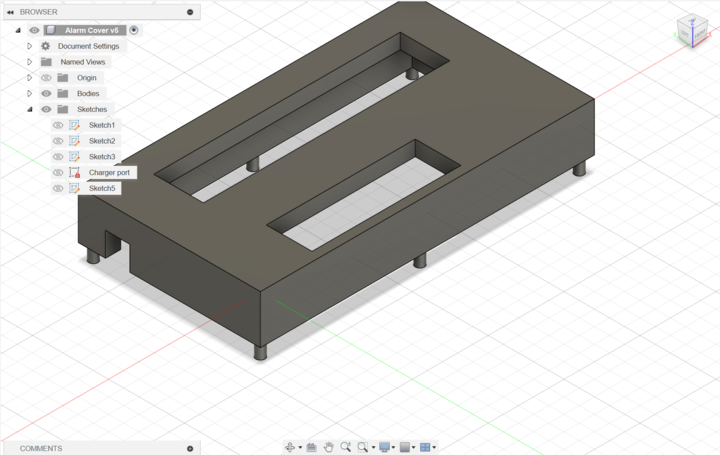 BROWSER
Alarm Cover v5
Document Settings
Named Views
Origin
Bodies
Sketches
Sketch1
Sketch2
Sketch3
Charger port
Sketch5
COMMENTS